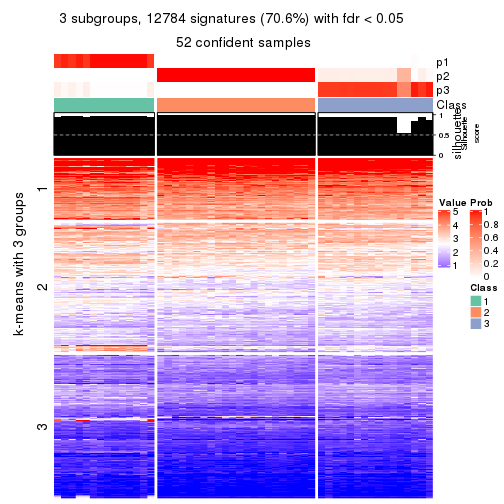 3 subgroups, 12784 signatures (70.6%) with fdr < 0.05
52 confident samples
p1
p2
p3
Class
1
0.5
0
silhouette
Silhouette
score
k-means with 3 groups
1
2
3
Value
5
4
3
2
1
Prob
1
0.8
0.6
0.4
0.2
0
Class
1
2
3